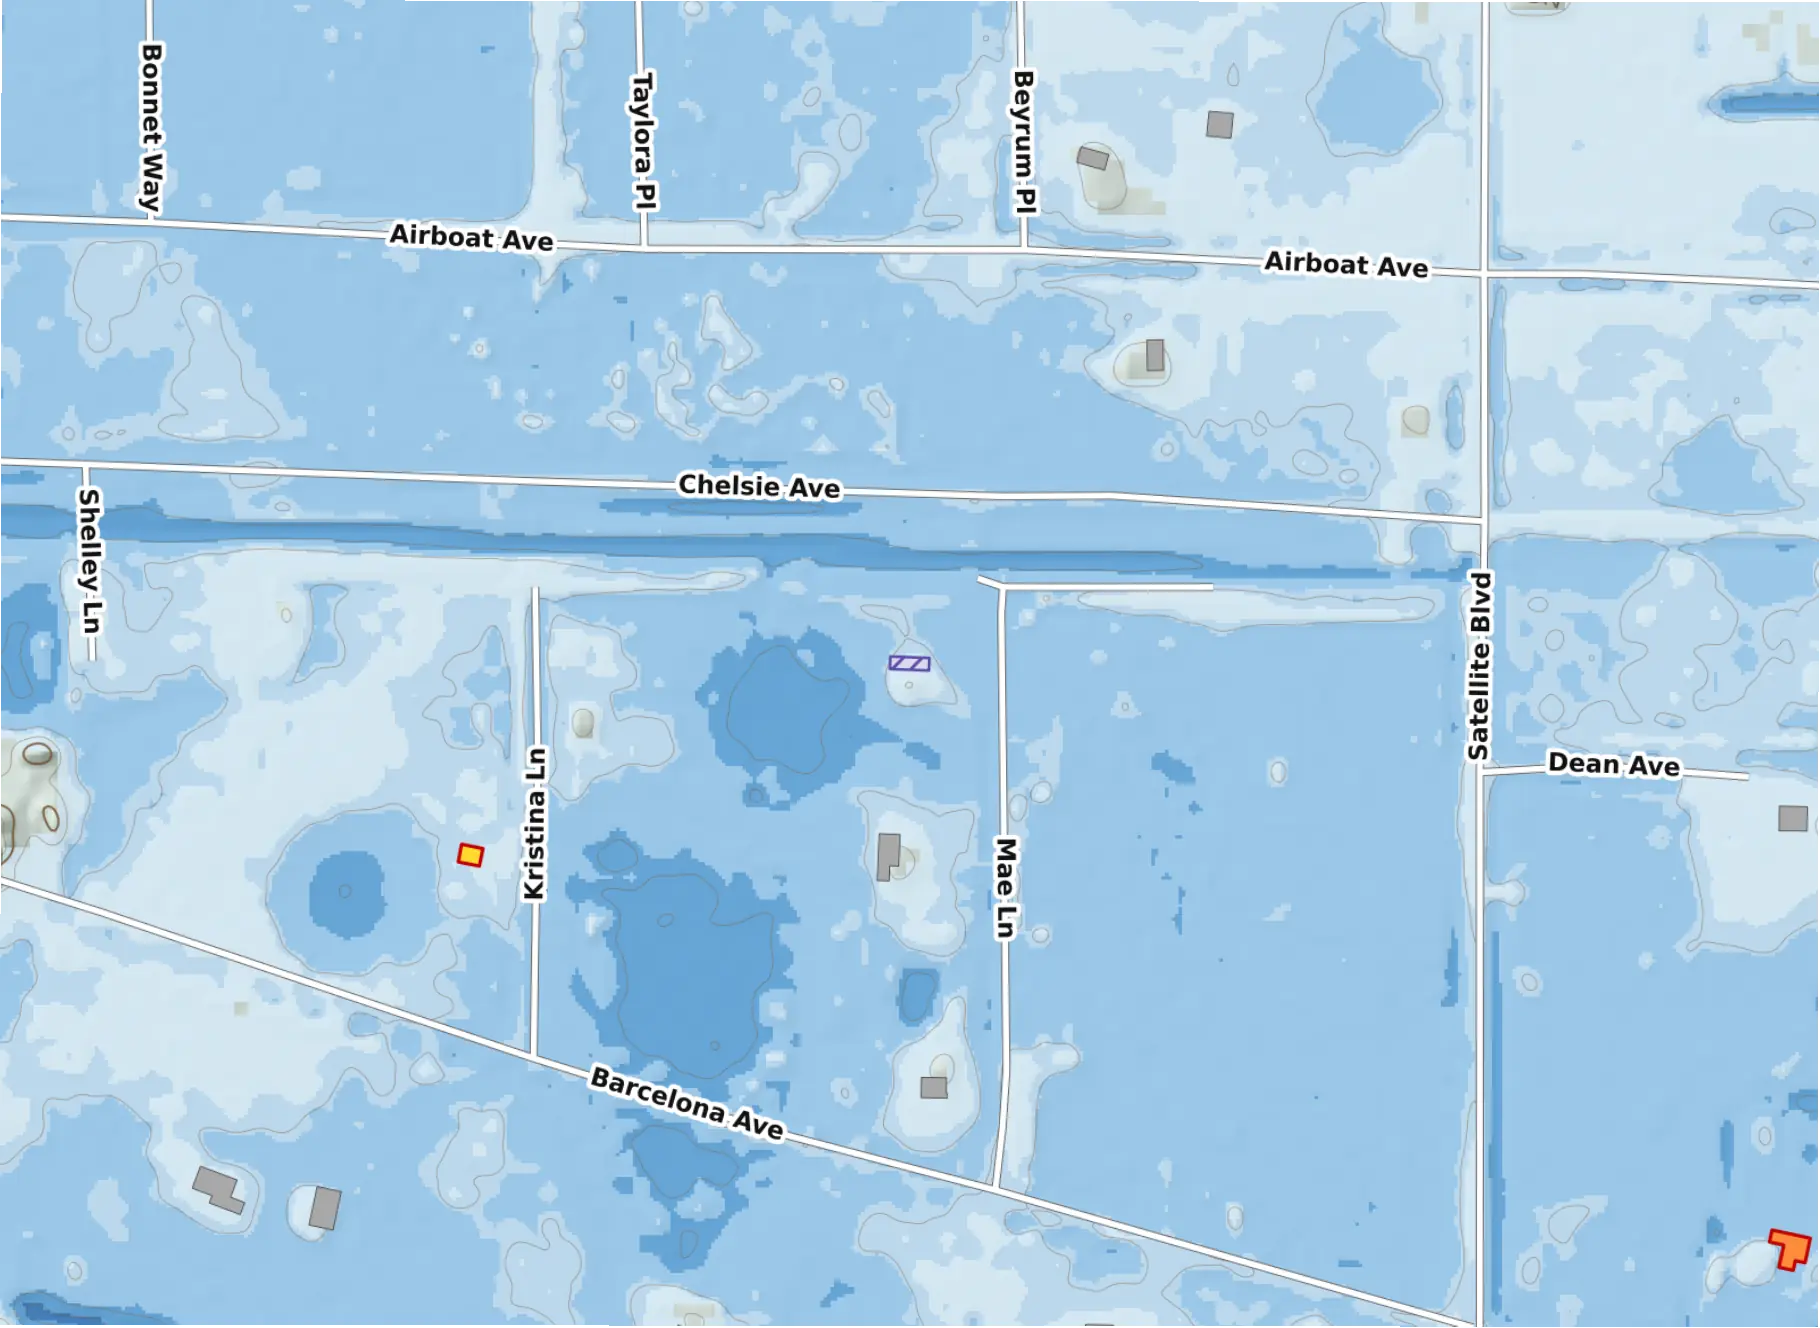 Bonnet Way
Taylora Pl
Beyrum Pl
Airboat Ave
Airboat Ave
Chelsie Ave
Shelley Ln
Satellite Blvd
Dean Ave
Kristina Ln
Mae Ln
Barcelona Ave